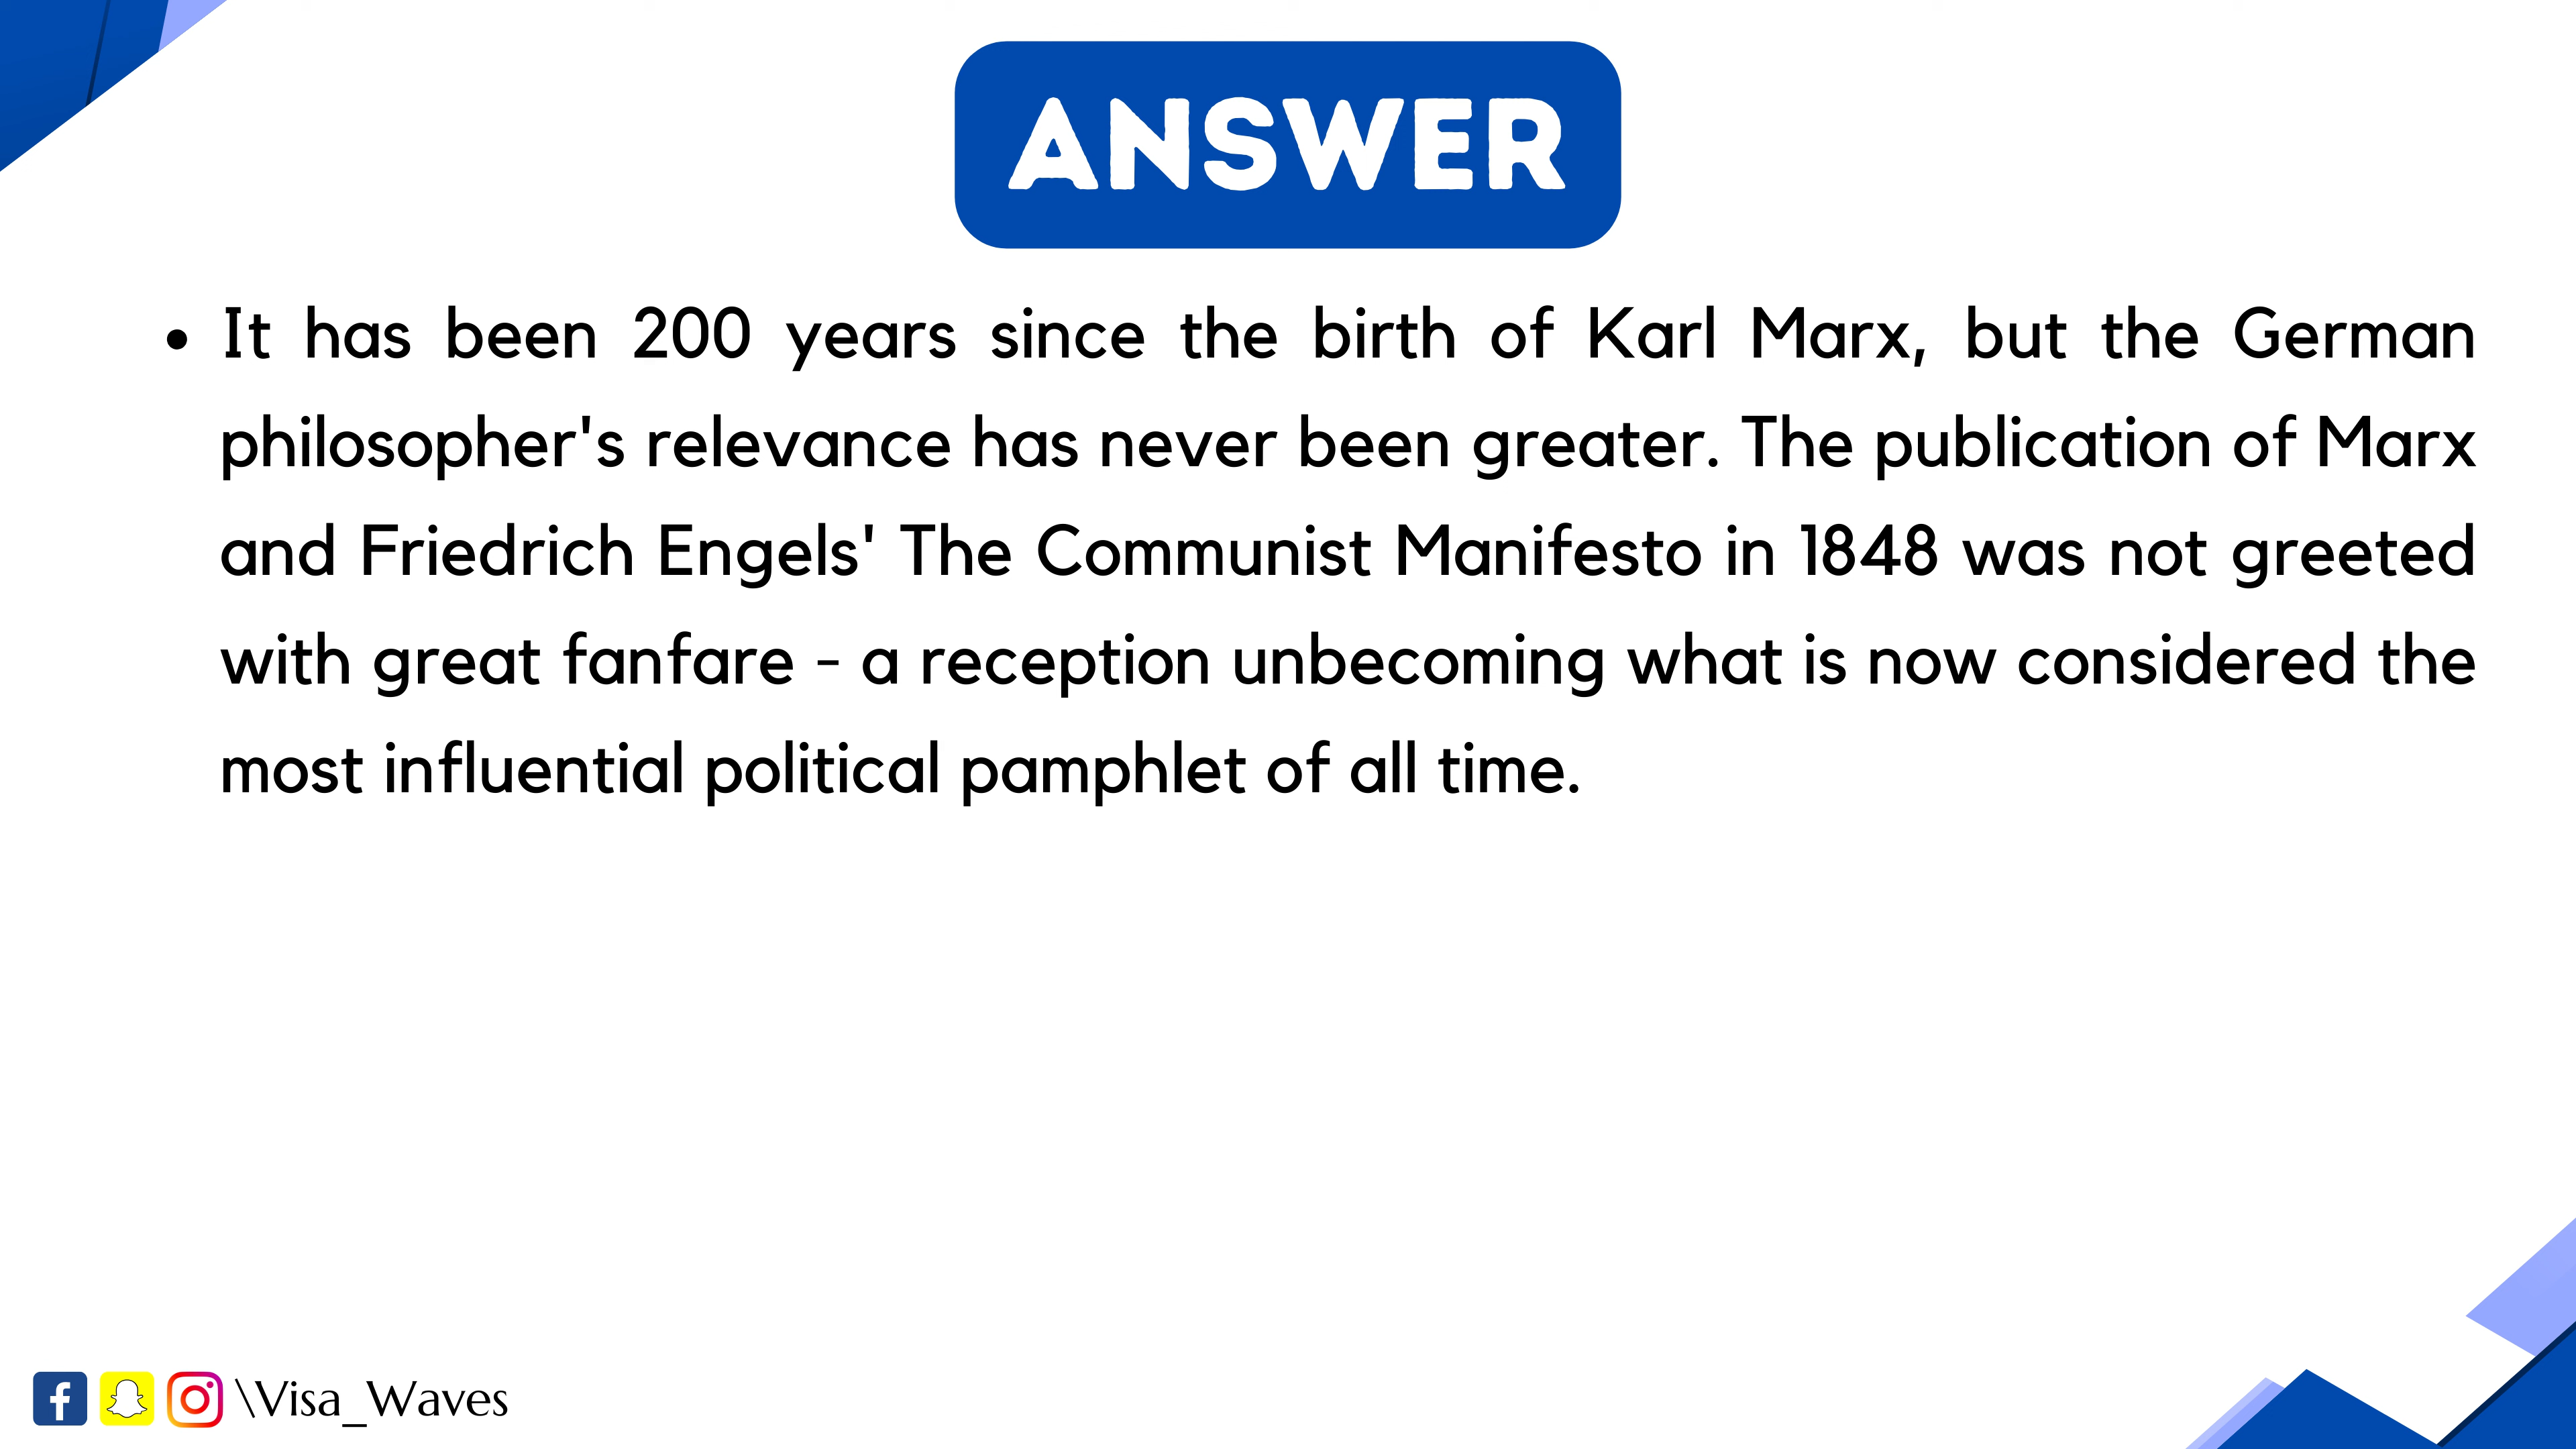 ANSWER
• It has been 200 years since the birth of Karl Marx, but the German
philosopher's relevance has never been greater. The publication of Marx
and Friedrich Engels' The Communist Manifesto in 1848 was not greeted
with great fanfare - a reception unbecoming what is now considered the
most influential political pamphlet of all time.
\Visa_Waves